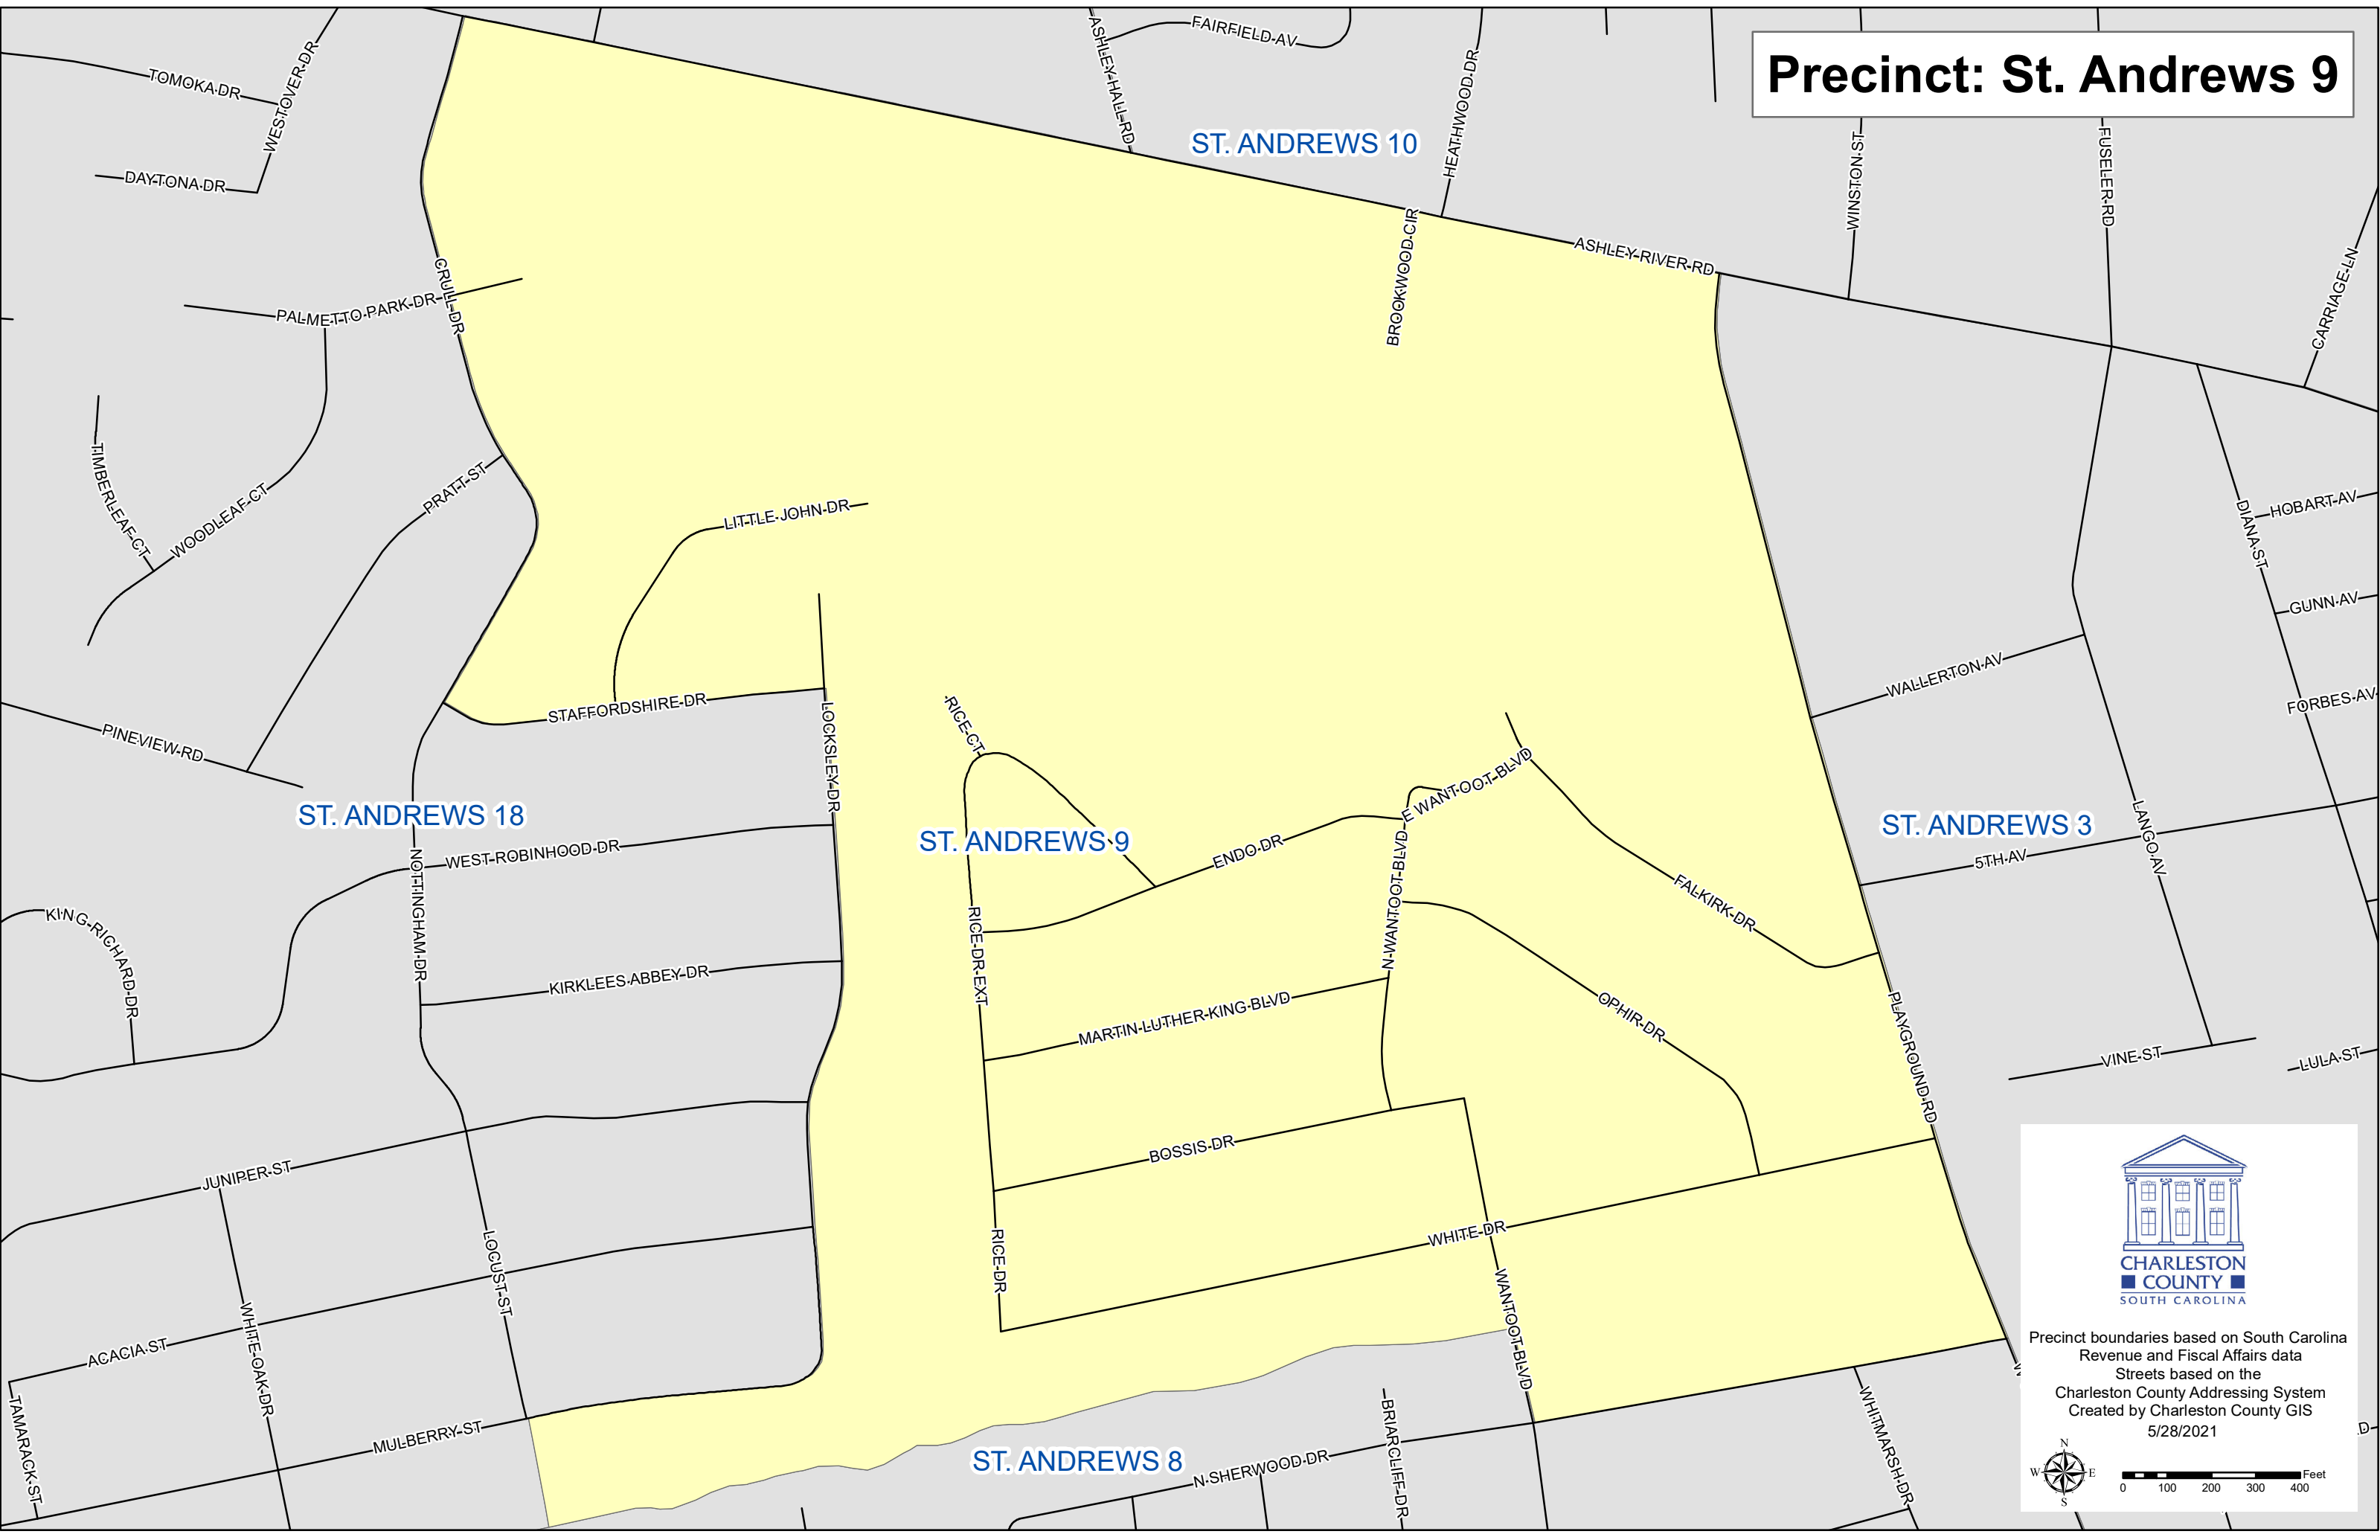 Precinct: St. Andrews 9
FAIRFIELD AV
ASHLEY HALL RD
TOMOKA DR
WESTOVER DR
DAYTONA DR
HEATHWOOD DR
ST. ANDREWS 10
WINSTON ST
FUSELER RD
BROOKWOOD CIR
ASHLEY RIVER RD
CARRIAGE LN
CRULL DR
PALMETTO PARK DR
TIMBERLEAF CT
WOODLEAF CT
PRATT ST
LITTLE JOHN DR
HOBART AV
DIANA ST
GUNN AV
WALLERTON AV
FORBES AV
STAFFORDSHIRE DR
PINEVIEW RD
LOCKSLEY DR
RICE CT
E WANTOOT BLVD
ST. ANDREWS 18
ST. ANDREWS 9
ST. ANDREWS 3
ENDO DR
LANGO AV
5TH AV
WEST ROBINHOOD DR
NOTTINGHAM DR
N WANTOOT BLVD
FALKIRK DR
KING RICHARD DR
RICE DR EXT
KIRKLEES ABBEY DR
MARTIN LUTHER KING BLVD
OPHIR DR
PLAYGROUND RD
VINE ST
LULA ST
BOSSIS DR
JUNIPER ST
WHITE DR
RICE DR
LOCUST ST
WANTOOT BLVD
WHITE OAK DR
ACACIA ST
TAMARACK ST
MULBERRY ST
BRIARCLIFF DR
WHITMARSH DR
ST. ANDREWS 8
N SHERWOOD DR
CHARLESTON
COUNTY
SOUTH CAROLINA
Precinct boundaries based on South Carolina
Revenue and Fiscal Affairs data
Streets based on the
Charleston County Addressing System
Created by Charleston County GIS
5/28/2021
N
W E
S
Feet
0 100 200 300 400